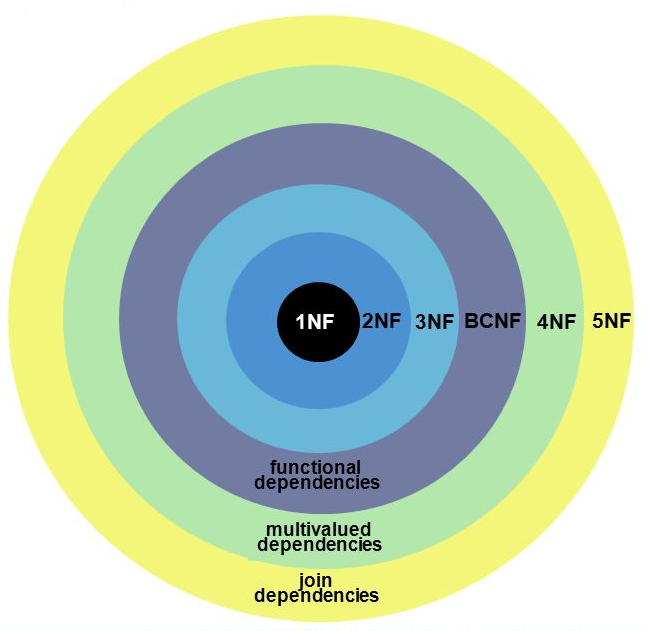 1NF 2NF 3NF BCNF 4NF 5NF
functional
dependencies
multivalued
dependencies
join
dependencies